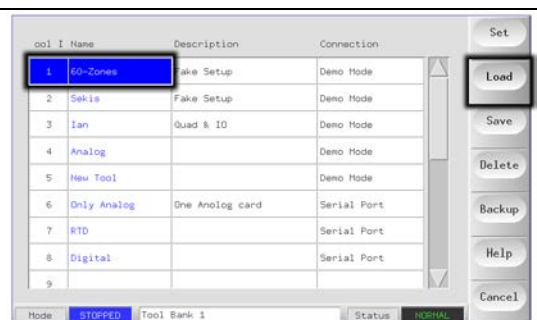 ool I Name Description Connection Set
1 60-Zones Fake Setup Demo Mode Load
2 Sekis Fake Setup Demo Mode
3 Ian Quad & IO Demo Mode Save
4 Analog Demo Mode
5 New Tool Demo Mode Delete
6 Only Analog One Anolog card Serial Port Backup
7 RTD Serial Port
8 Digital Serial Port Help
9
Cancel
Mode STOPPED Tool Bank 1 Status NORMAL